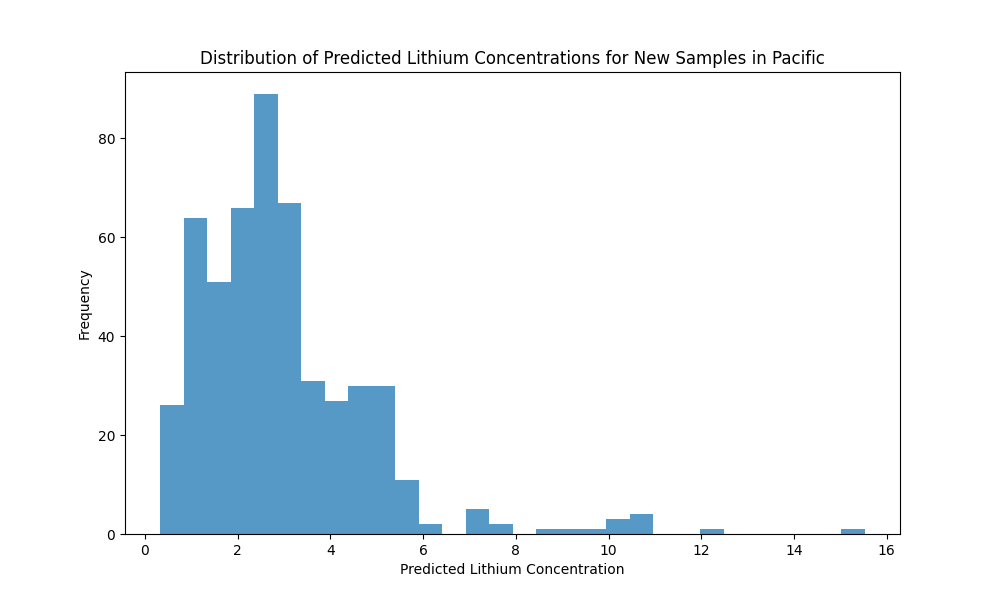 Distribution of Predicted Lithium Concentrations for New Samples in Pacific
80
60
40
20
0
Frequency
0 2 4 6 8 10 12 14 16
Predicted Lithium Concentration